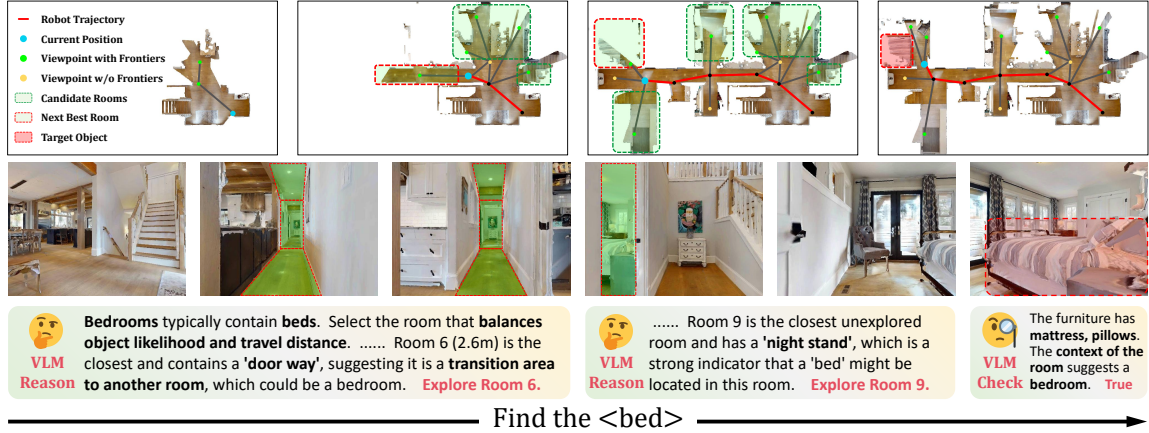 Robot Trajectory
Current Position
Viewpoint with Frontiers
Viewpoint w/o Frontiers
Candidate Rooms
Next Best Room
Target Object
VLM
Reason
Bedrooms typically contain beds. Select the room that balances
object likelihood and travel distance. ...... Room 6 (2.6m) is the
closest and contains a 'door way', suggesting it is a transition area
to another room, which could be a bedroom. Explore Room 6.
VLM
Reason
...... Room 9 is the closest unexplored
room and has a 'night stand', which is a
strong indicator that a 'bed' might be
located in this room. Explore Room 9.
VLM
Check
The furniture has
mattress, pillows.
The context of the
room suggests a
bedroom. True
Find the <bed>